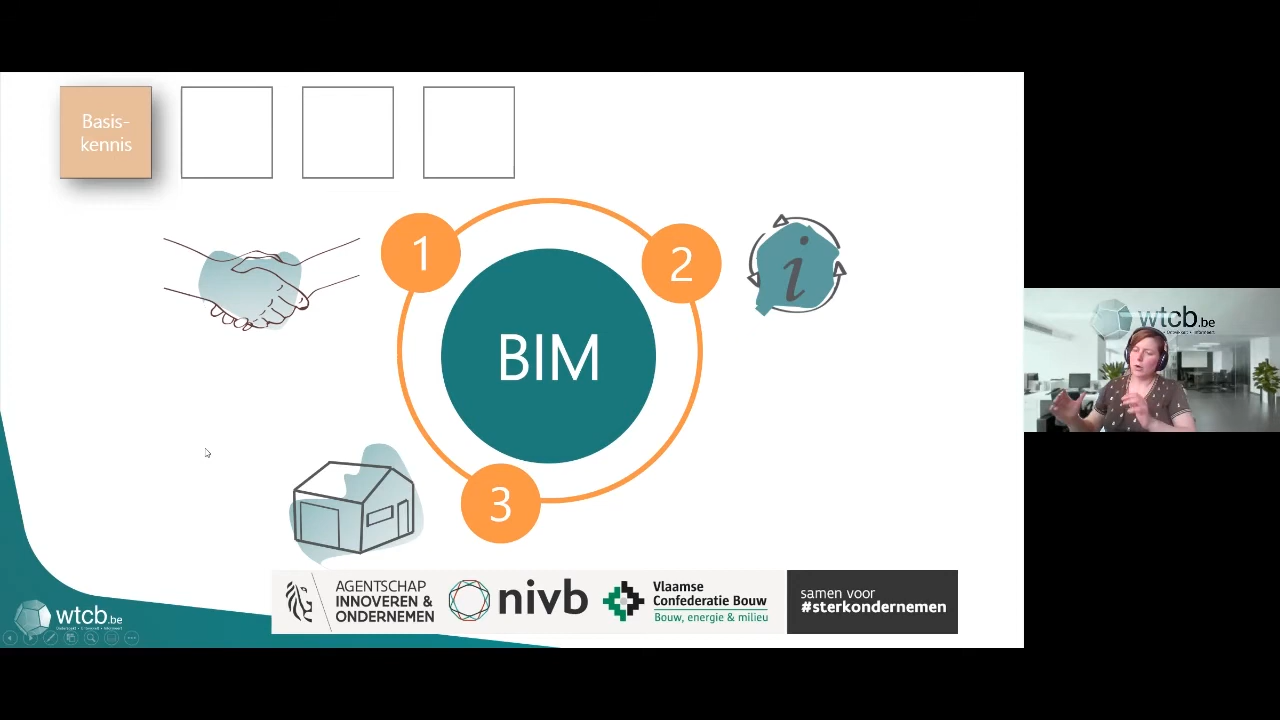 Basis-
kennis
1
2
i
BIM
3
AGENTSCHAP
INNOVEREN &
ONDERNEMEN
nivb
Vlaamse
Confederatie Bouw
Bouw, energie & milieu
samen voor
#sterkondernemen
wtcb.be
wtcb.be